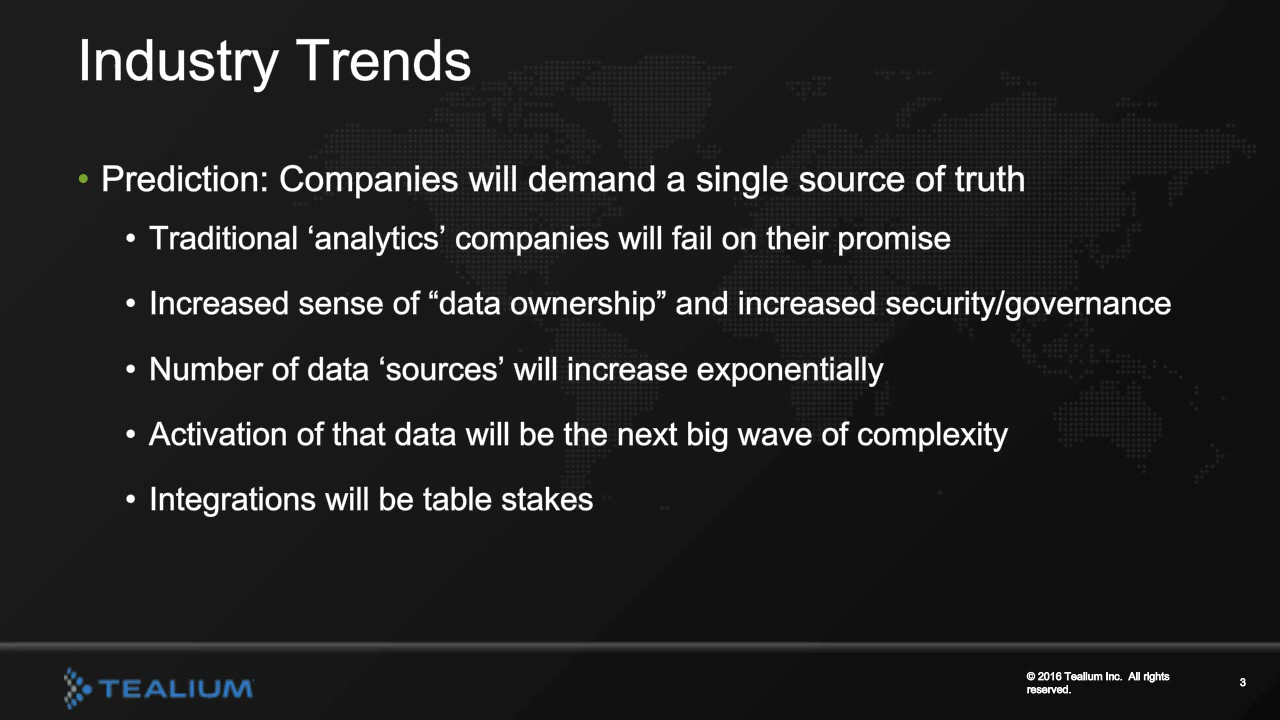 Industry Trends
• Prediction: Companies will demand a single source of truth
• Traditional ‘analytics’ companies will fail on their promise
• Increased sense of “data ownership” and increased security/governance
• Number of data ‘sources’ will increase exponentially
• Activation of that data will be the next big wave of complexity
• Integrations will be table stakes
TEALIUM
© 2016 Tealium Inc. All rights
reserved.
3